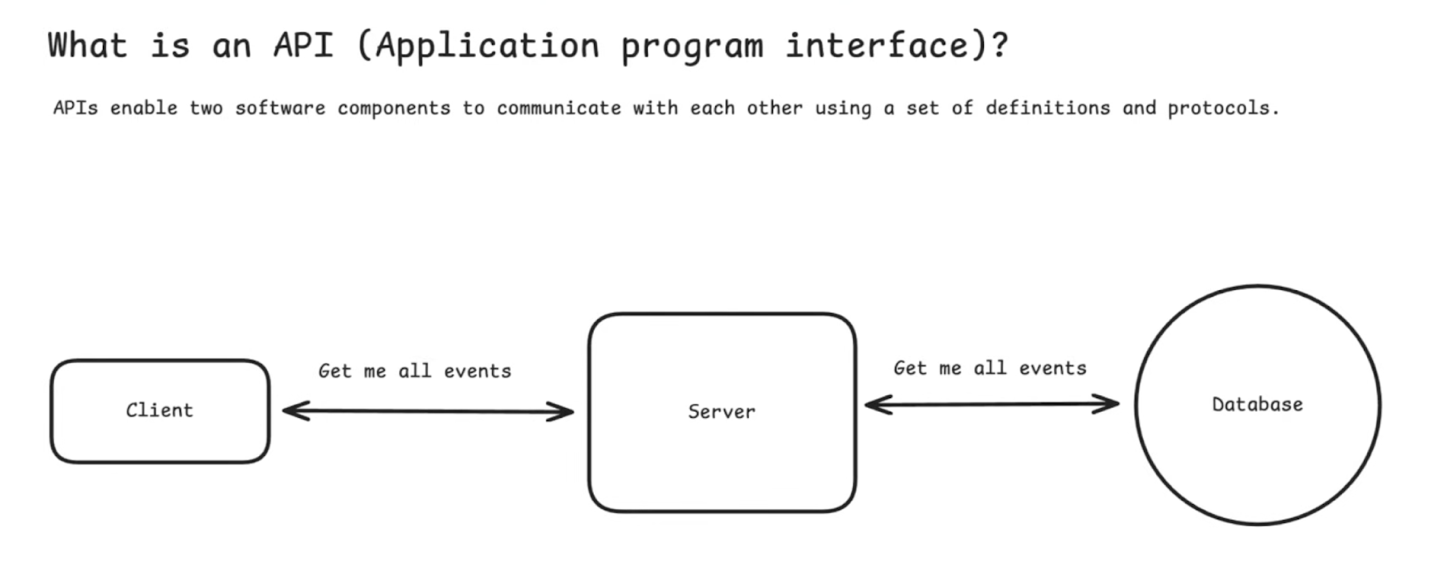 What is an API (Application program interface)?
APIs enable two software components to communicate with each other using a set of definitions and protocols.
Get me all events
Get me all events
Client
Server
Database